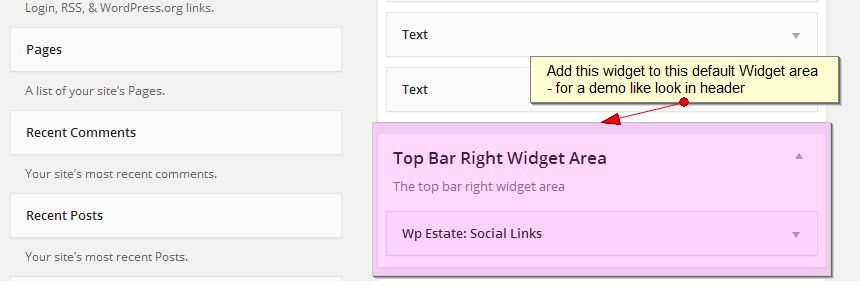 Login, RSS, & WordPress.org links.
Pages
A list of your site's Pages.
Recent Comments
Your site's most recent comments.
Recent Posts
Your site's most recent Posts.
Text
Text
Add this widget to this default Widget area
- for a demo like look in header
Top Bar Right Widget Area
The top bar right widget area
Wp Estate: Social Links